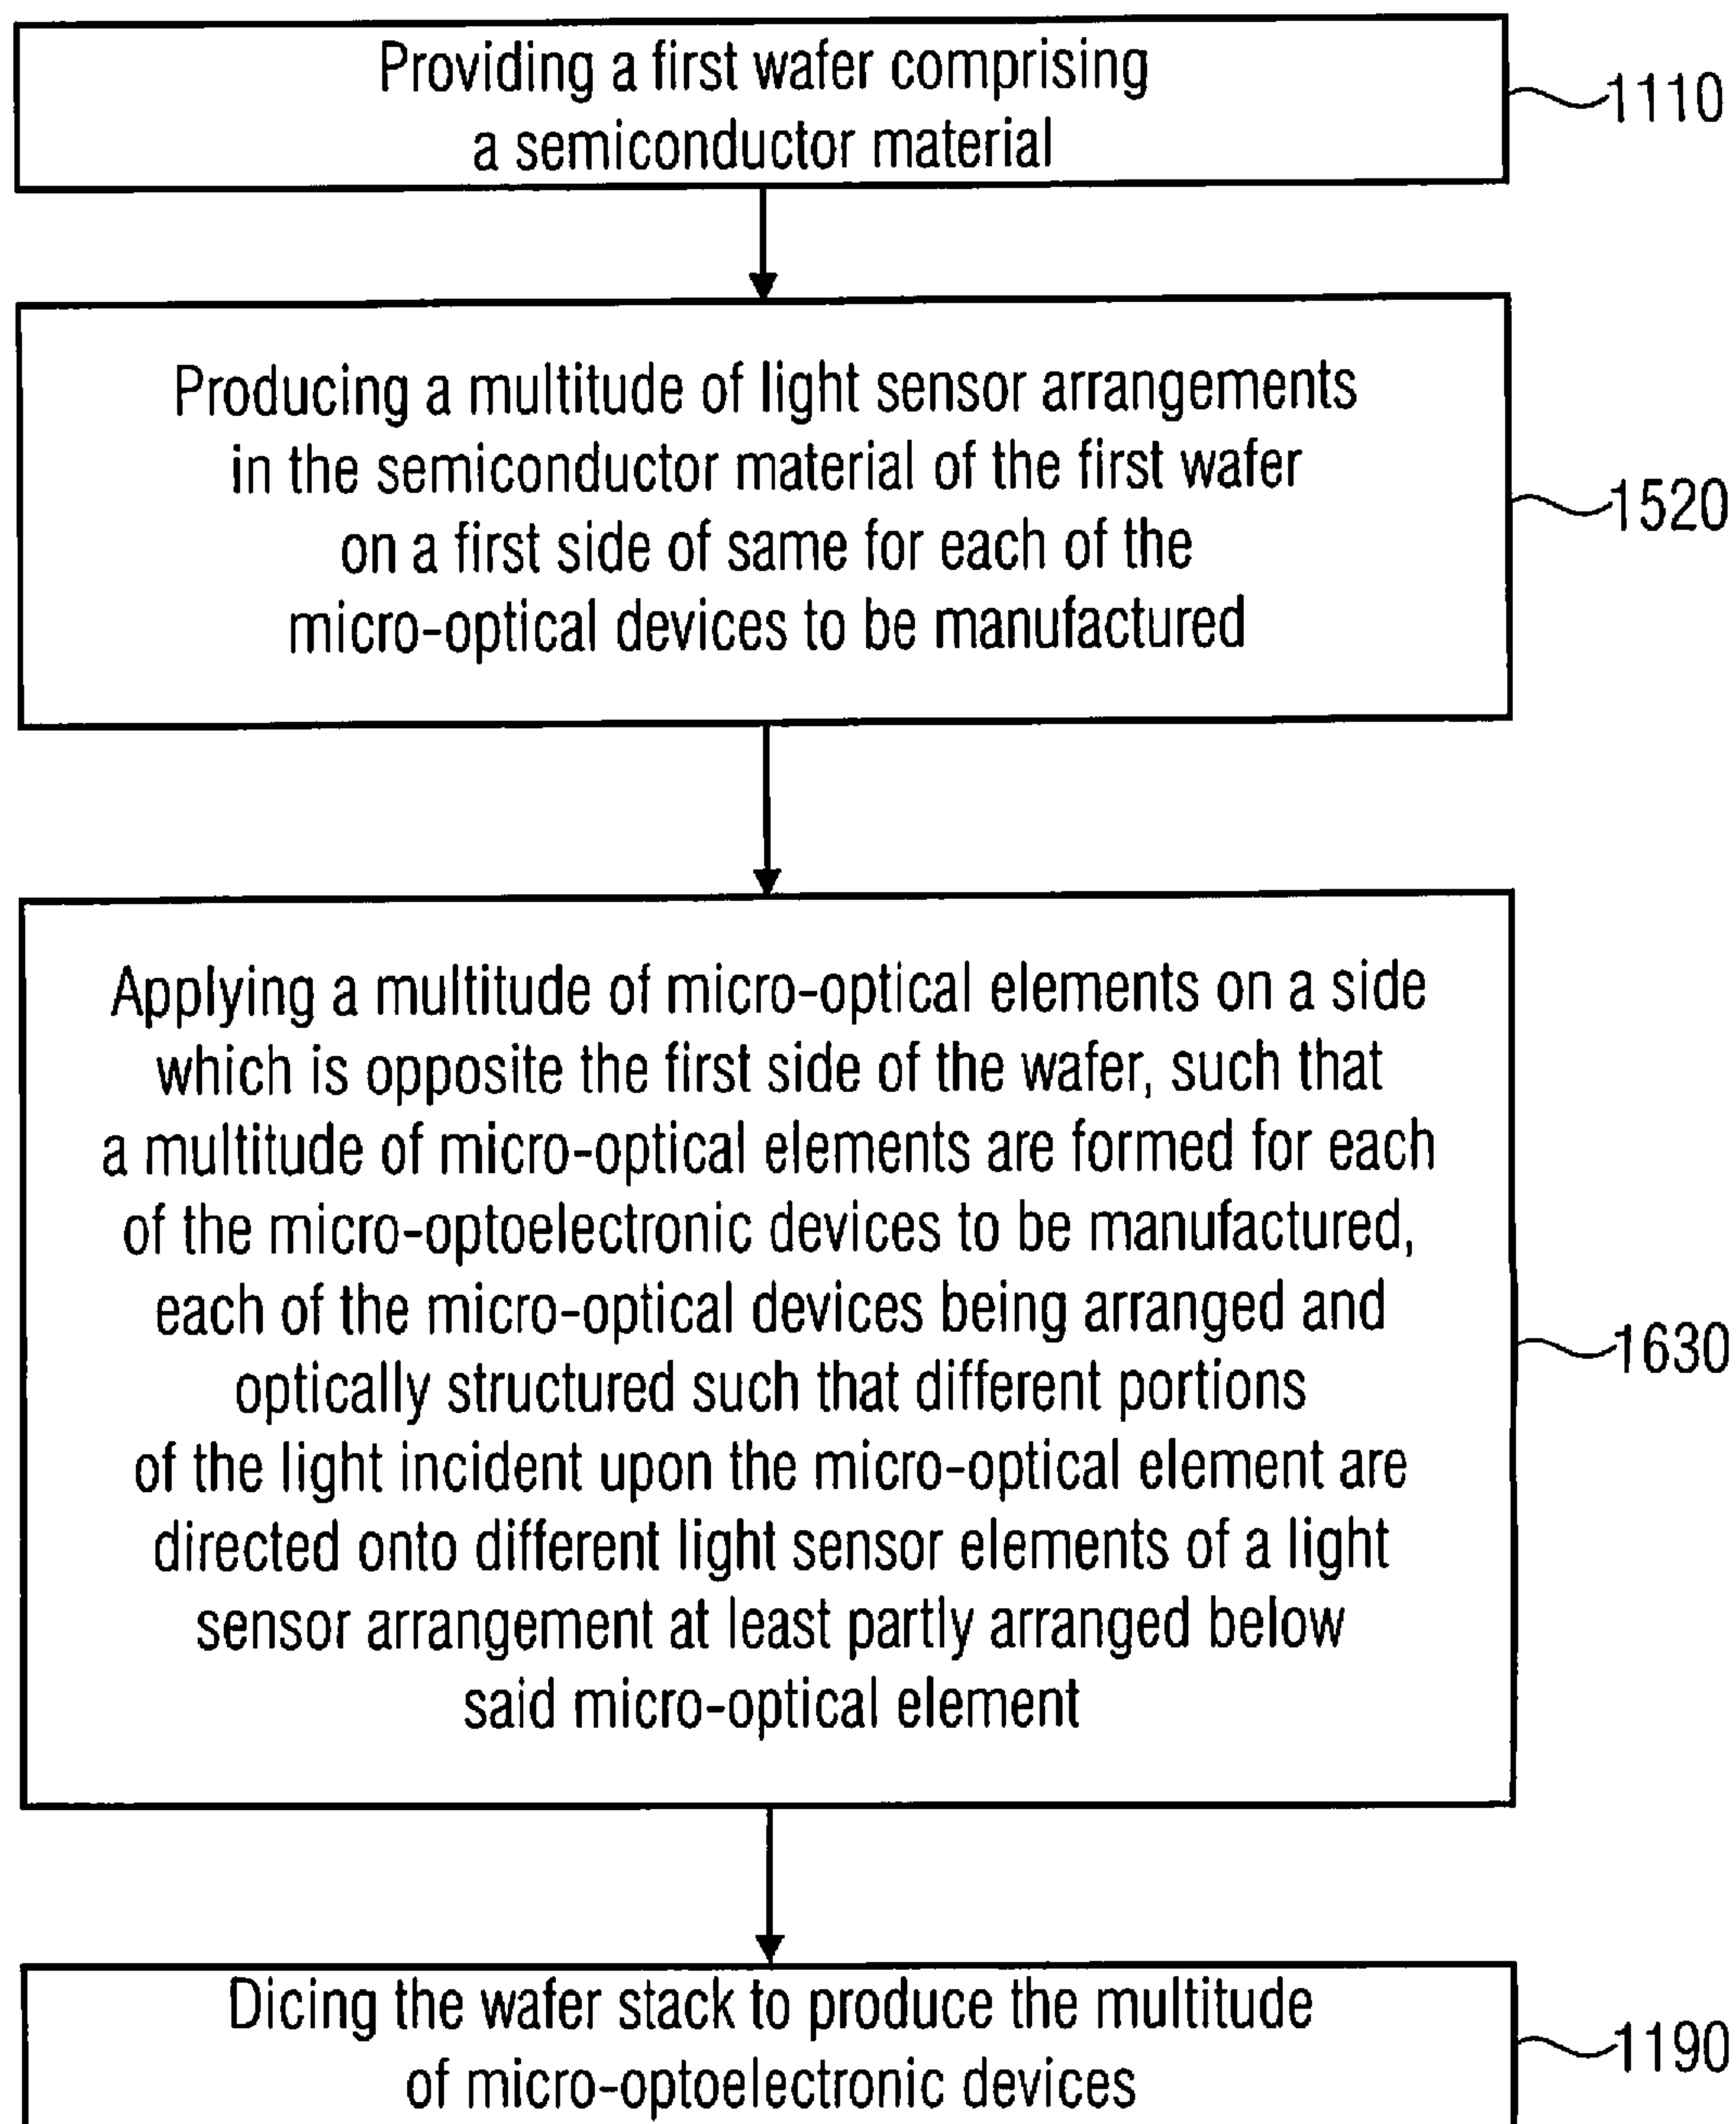 Providing a first wafer comprising
a semiconductor material
1110
Producing a multitude of light sensor arrangements
in the semiconductor material of the first wafer
on a first side of same for each of the
micro-optical devices to be manufactured
1520
Applying a multitude of micro-optical elements on a side
which is opposite the first side of the wafer, such that
a multitude of micro-optical elements are formed for each
of the micro-optoelectronic devices to be manufactured,
each of the micro-optical devices being arranged and
optically structured such that different portions
of the light incident upon the micro-optical element are
directed onto different light sensor elements of a light
sensor arrangement at least partly arranged below
said micro-optical element
1630
Dicing the wafer stack to produce the multitude
of micro-optoelectronic devices
1190